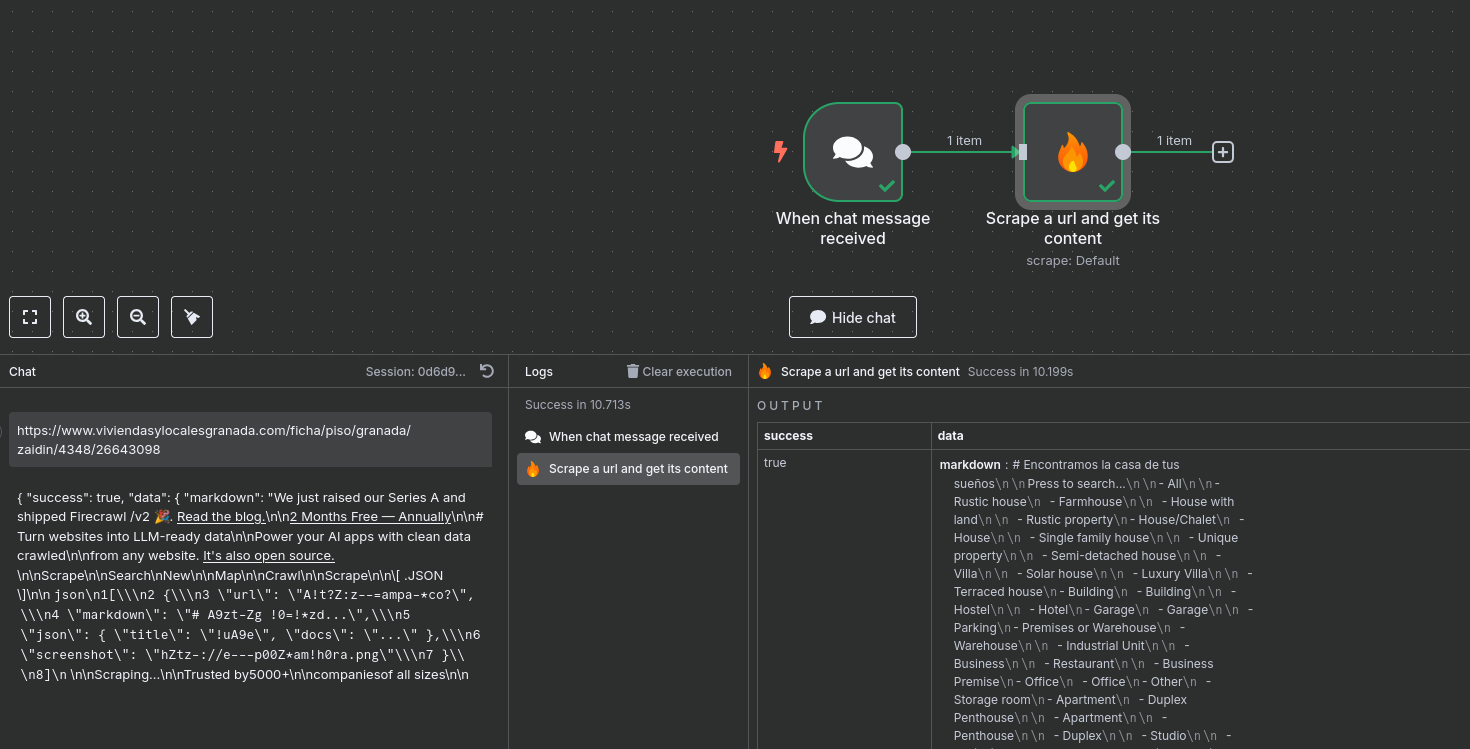 1 item
1 item
When chat message
received
Scrape a url and get its
content
scrape: Default
Hide chat
Chat
Session: 0d6d9...
https://www.viviendasylocalesgranada.com/ficha/piso/granada/
zaidin/4348/26643098
{ "success": true, "data": { "markdown": "We just raised our Series A and
shipped Firecrawl /v2 🎉. Read the blog.\n\n2 Months Free — Annually\n\n#
Turn websites into LLM-ready data\n\nPower your AI apps with clean data
crawled\n\nfrom any website. It's also open source.
\n\nScrape\n\nSearch\nNew\n\nMap\n\nCrawl\n\nScrape\n\n\[ .JSON
\]\n\n json\n1[\\\n2 {\\\n3 \"url\": \"A!t?Z:z--=ampa-*co?\",
\\\n4 \"markdown\": \"# A9zt-Zg !0=!*zd...\",\\\n5
\"json\": { \"title\": \"!uA9e\", \"docs\": \"...\" },\\\n6
\"screenshot\": \"hZtz-://e---p00Z*am!h0ra.png\"\\\n7 }\\
\n8]\n \n\nScraping...\n\nTrusted by5000+\n\ncompaniesof all sizes\n\n
Logs
Clear execution
Success in 10.713s
When chat message received
Scrape a url and get its content
Scrape a url and get its content Success in 10.199s
OUTPUT
success data
true
markdown : # Encontramos la casa de tus
sueños\n\nPress to search...\n\n- All\n\n-
Rustic house\n - Farmhouse\n\n - House with
land\n\n - Rustic property\n- House/Chalet\n -
House\n\n - Single family house\n\n - Unique
property\n\n - Semi-detached house\n\n -
Villa\n\n - Solar house\n\n - Luxury Villa\n\n -
Terraced house\n- Building\n - Building\n\n -
Hostel\n\n - Hotel\n- Garage\n - Garage\n\n -
Parking\n- Premises or Warehouse\n -
Warehouse\n\n - Industrial Unit\n\n -
Business\n\n - Restaurant\n\n - Business
Premise\n- Office\n - Office\n- Other\n -
Storage room\n- Apartment\n - Duplex
Penthouse\n\n - Apartment\n\n -
Penthouse\n\n - Duplex\n\n - Studio\n\n -